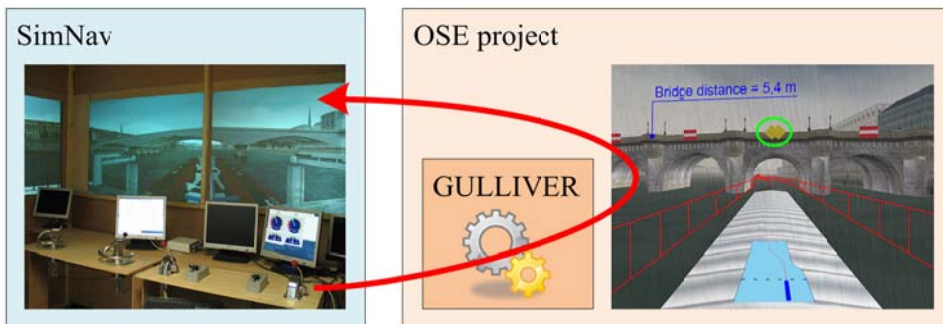 SimNav
OSE project
Bridge distance = 5,4 m
GULLIVER